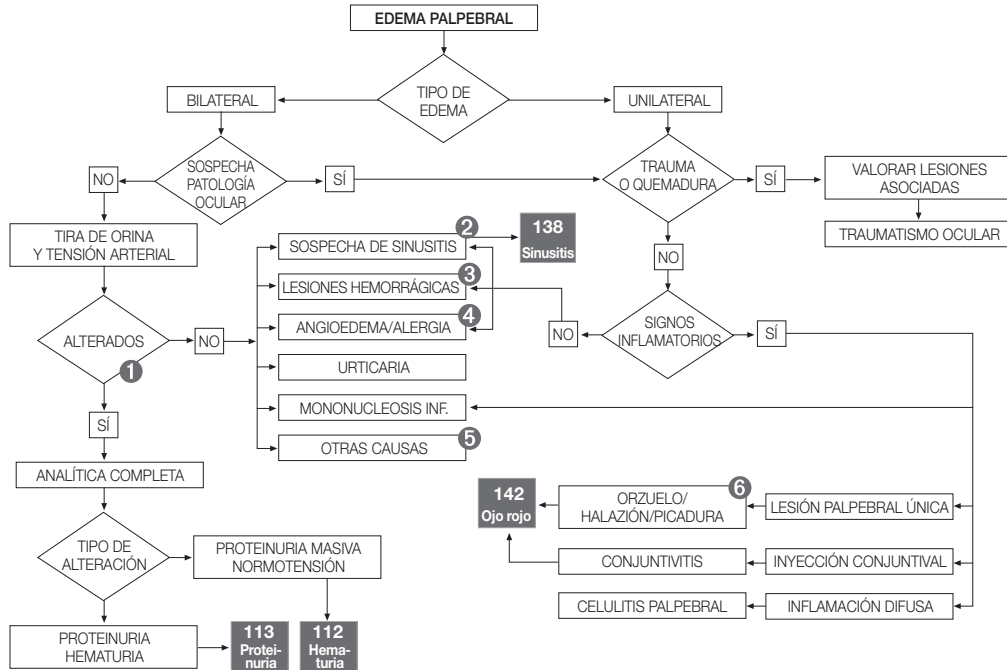 EDEMA PALPEBRAL
TIPO DE
EDEMA
BILATERAL
UNILATERAL
SOSPECHA
PATOLOGÍA
OCULAR
NO
SÍ
TRAUMA
O QUEMADURA
SÍ
VALORAR LESIONES
ASOCIADAS
TRAUMATISMO OCULAR
TIRA DE ORINA
Y TENSIÓN ARTERIAL
2
SOSPECHA DE SINUSITIS
138
Sinusitis
NO
3
LESIONES HEMORRÁGICAS
4
ANGIOEDEMA/ALERGIA
ALTERADOS
1
NO
NO
SIGNOS
INFLAMATORIOS
SÍ
URTICARIA
MONONUCLEOSIS INF.
5
OTRAS CAUSAS
SÍ
ANALÍTICA COMPLETA
TIPO DE
ALTERACIÓN
PROTEINURIA MASIVA
NORMOTENSIÓN
PROTEINURIA
HEMATURIA
113
Protei-
nuria
112
Hema-
turia
142
Ojo rojo
6
ORZUELO/
HALAZIÓN/PICADURA
LESIÓN PALPEBRAL ÚNICA
CONJUNTIVITIS
INYECCIÓN CONJUNTIVAL
CELULITIS PALPEBRAL
INFLAMACIÓN DIFUSA